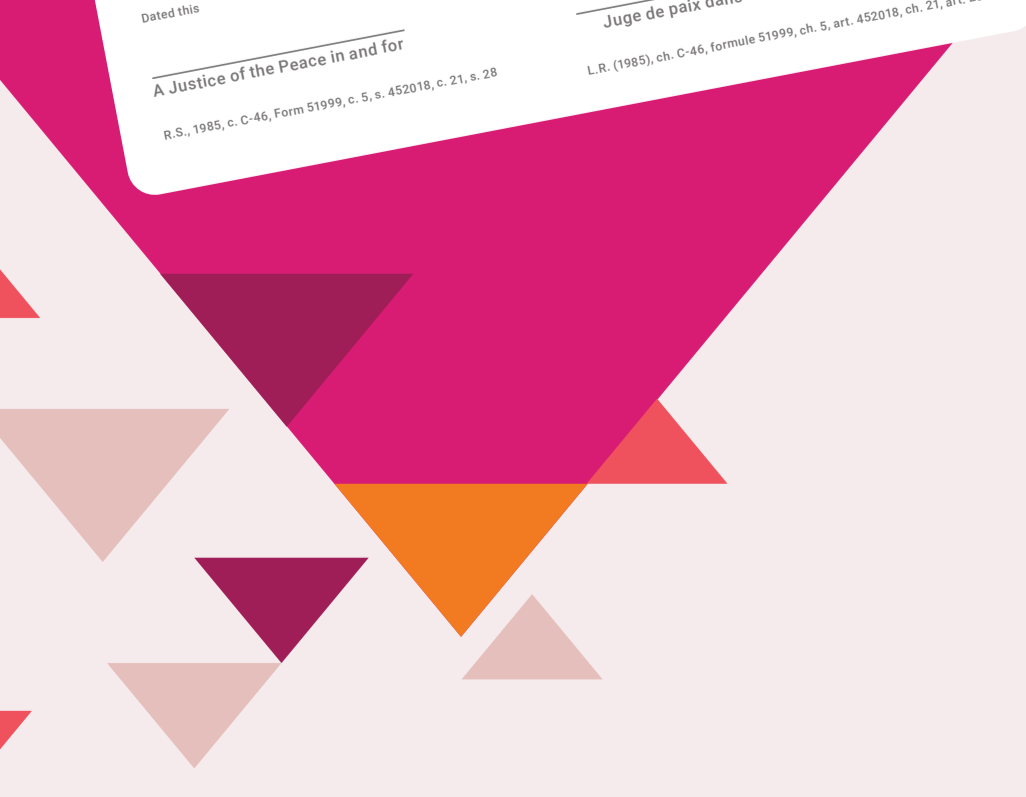 Dated this
A Justice of the Peace in and for
R.S., 1985, c. C-46, Form 51999, c. 5, s. 452018, c. 21, s. 28
Juge de paix dans
L.R. (1985), ch. C-46, formule 51999, ch. 5, art. 452018, ch. 21, art.